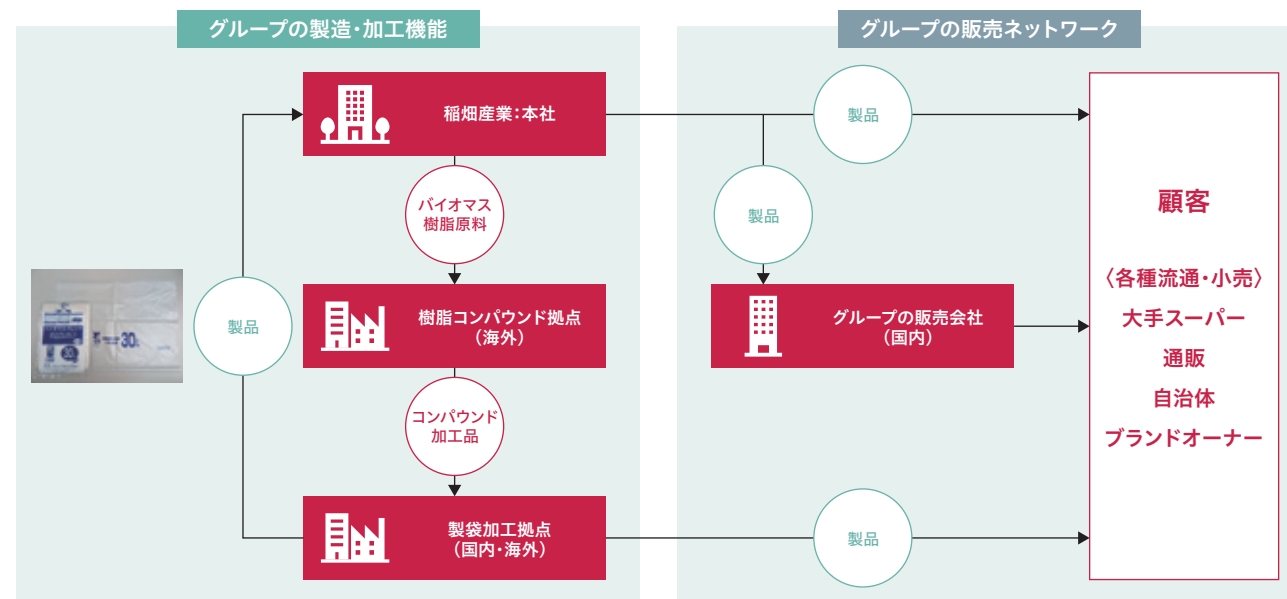 グループの製造・加工機能
グループの販売ネットワーク
稲畑産業：本社
製品
バイオマス
樹脂原料
製品
顧客
〈各種流通・小売〉
大手スーパー
通販
自治体
ブランドオーナー
製品
樹脂コンパウンド拠点
（海外）
グループの販売会社
（国内）
30
コンパウンド
加工品
製袋加工拠点
（国内・海外）
製品